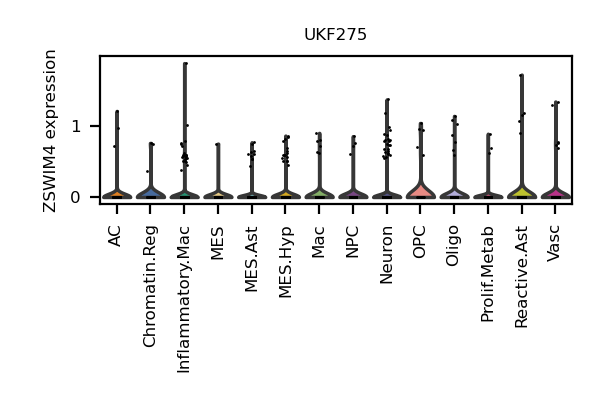 UKF275
ZSWIM4 expression
1
0
AC
Chromatin.Reg
Inflammatory.Mac
MES
MES.Ast
MES.Hyp
Mac
NPC
Neuron
OPC
Oligo
Prolif.Metab
Reactive.Ast
Vasc